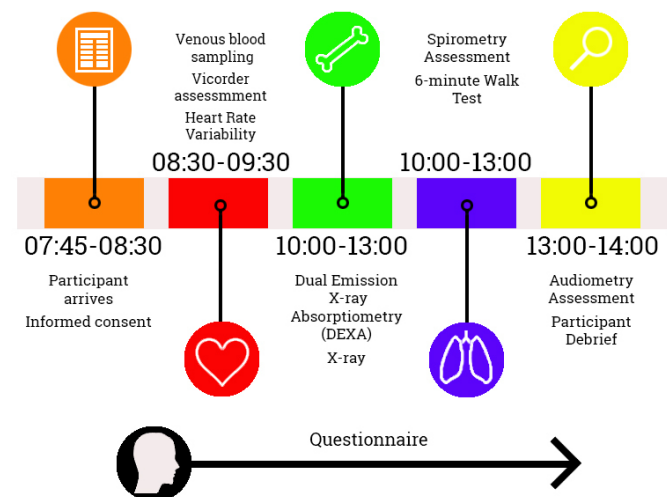 Venous blood
sampling
Vicorder
assessmment
Heart Rate
Variability
08:30-09:30
Spirometry
Assessment
6-minute Walk
Test
10:00-13:00
07:45-08:30
Participant
arrives
Informed consent
10:00-13:00
Dual Emission
X-ray
Absorptiometry
(DEXA)
X-ray
13:00-14:00
Audiometry
Assessment
Participant
Debrief
Questionnaire